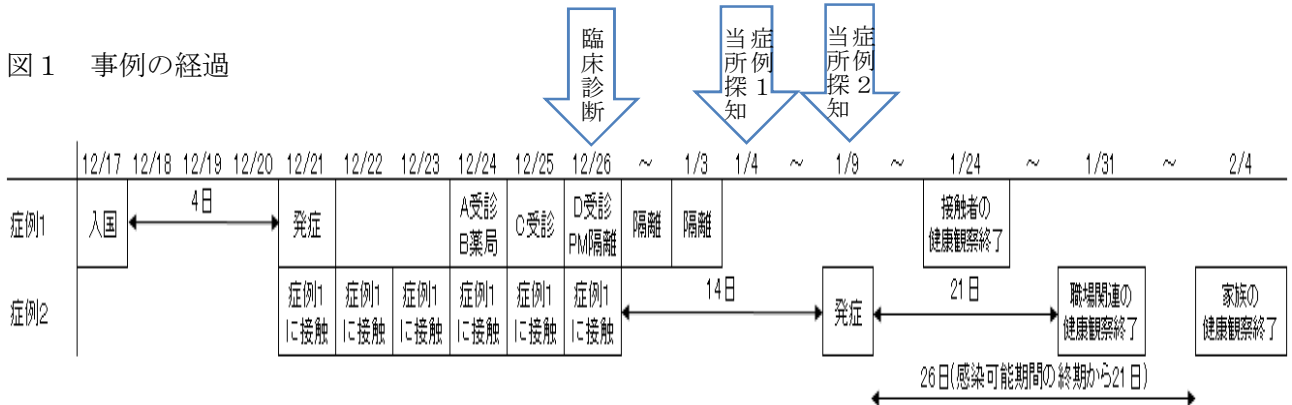 図1 事例の経過
臨床診断
症例1
当所探知
症例2
当所探知
12/17 12/18 12/19 12/20 12/21 12/22 12/23 12/24 12/25 12/26 ~ 1/3 1/4 ~ 1/9 ~ 1/24 ~ 1/31 ~ 2/4
症例1
入国
4日
発症
A受診
B薬局
C受診
D受診
PM隔離
隔離
隔離
接触者の
健康観察終了
症例2
症例1
に接触
症例1
に接触
症例1
に接触
症例1
に接触
症例1
に接触
症例1
に接触
14日
発症
21日
職場関連の
健康観察終了
家族の
健康観察終了
26日(感染可能期間の終期から21日)